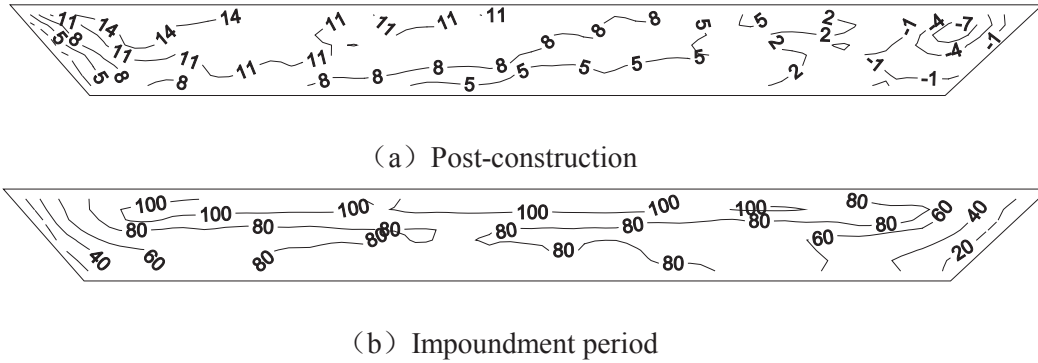 11 14 14 14 11 11 11 11 8 8 5 5 2 2 -1 -4 -7
5 8 11 11 11 8 2 -4 -1
5 8 8 11 11 8 8 8 8 5 5 5 5 5 2 -1 -1
（a）Post-construction
100 100 100 100 100 100 80 60 40
80 80 80 80 80 80 80 80 60
40 60 80 80 80 20
（b）Impoundment period